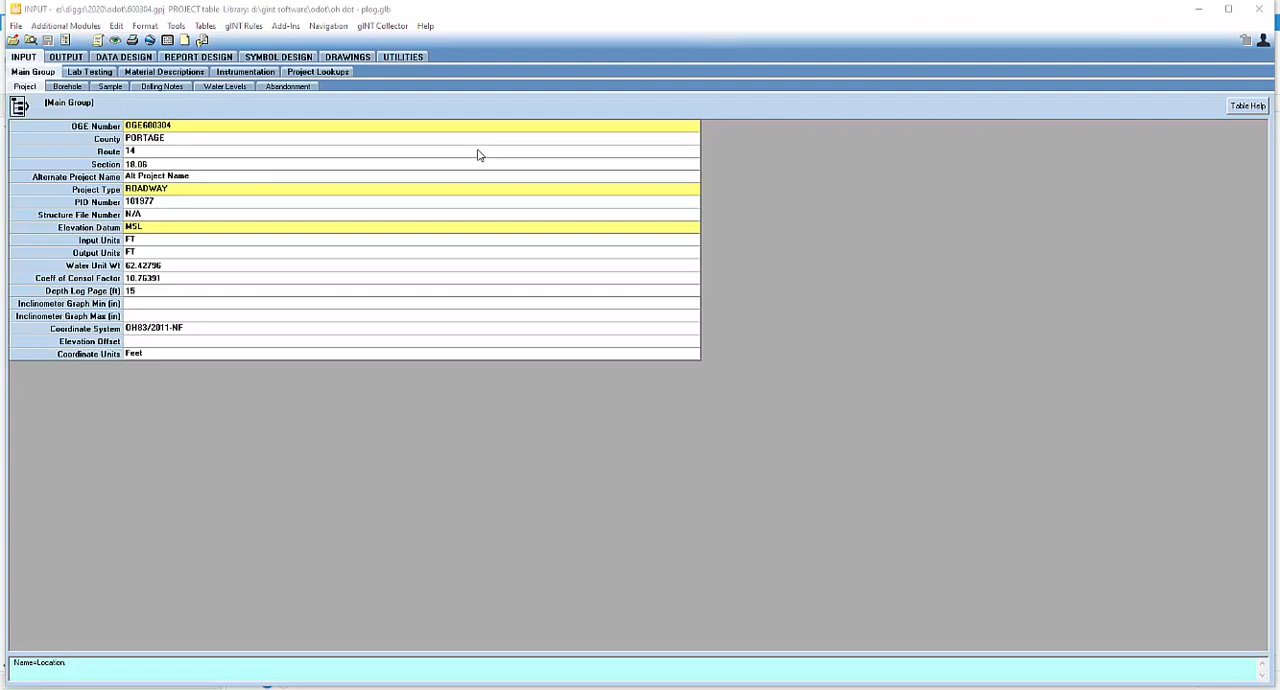 INPUT - e:\diggs\2020\odot\600304.gpj PROJECT table Library: d:\gint software\odot\oh dot - plog.glb
File Additional Modules Edit Format Tools Tables gINT Rules Add-Ins Navigation gINT Collector Help
INPUT OUTPUT DATA DESIGN REPORT DESIGN SYMBOL DESIGN DRAWINGS UTILITIES
Main Group Lab Testing Material Descriptions Instrumentation Project Lookups
Project Borehole Sample Drilling Notes Water Levels Abandonment
(Main Group) Table Help
OGE Number OGE600304
County PORTAGE
Route 14
Section 18.06
Alternate Project Name Alt Project Name
Project Type ROADWAY
PID Number 101977
Structure File Number N/A
Elevation Datum MSL
Input Units FT
Output Units FT
Water Unit Wt 62.42796
Coeff of Consol Factor 10.76391
Depth Log Page (ft) 15
Inclinometer Graph Min (in)
Inclinometer Graph Max (in)
Coordinate System OH83/2011-NF
Elevation Offset
Coordinate Units Feet
Name=Location.